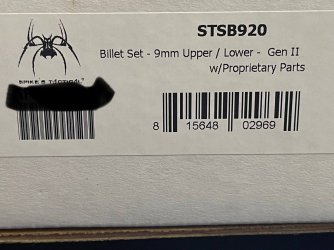 STSB920
Billet Set - 9mm Upper / Lower - Gen II
w/Proprietary Parts
SPIKE'S TACTICAL
8 15648 02969